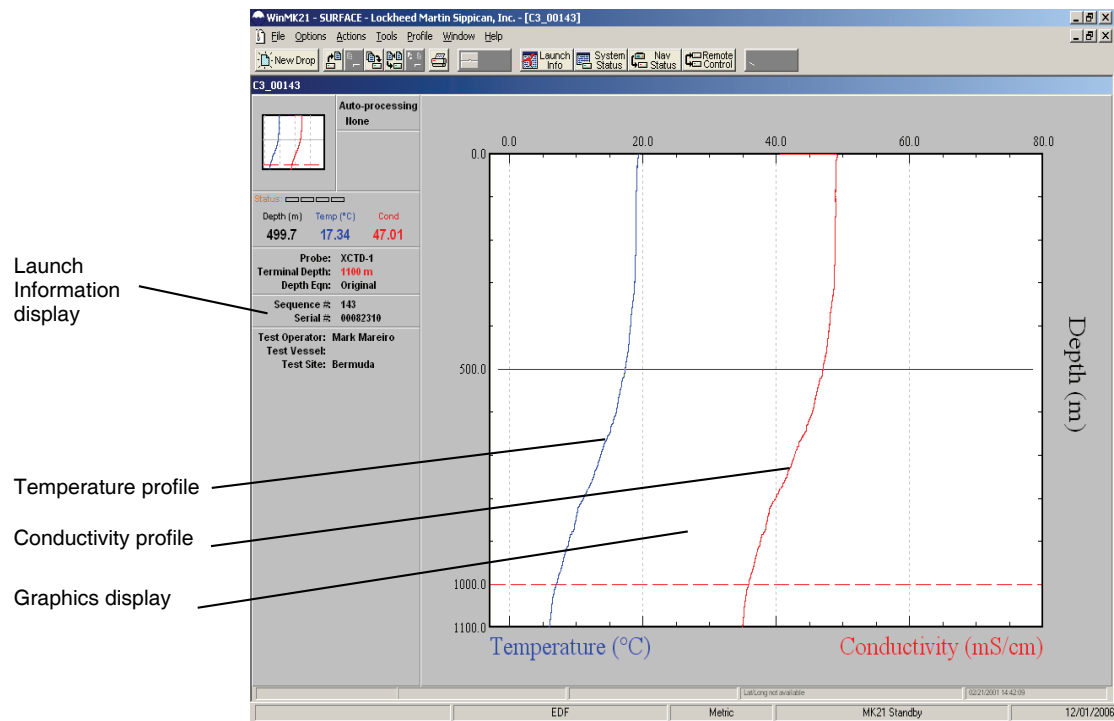 WinMK21 - SURFACE - Lockheed Martin Sippican, Inc. - [C3_00143]
File Options Actions Tools Profile Window Help
New Drop
Launch Info
System Status
Nav Status
Remote Control
C3_00143
Auto-processing
None
Status:
Depth (m) Temp (°C) Cond
499.7 17.34 47.01
Probe: XCTD-1
Terminal Depth: 1100 m
Depth Eqn: Original
Sequence #: 143
Serial #: 00082310
Test Operator: Mark Mareiro
Test Vessel:
Test Site: Bermuda
Launch
Information
display
Temperature profile
Conductivity profile
Graphics display
0.0 20.0 40.0 60.0 80.0
0.0
500.0
1000.0
1100.0
Depth (m)
Temperature (°C) Conductivity (mS/cm)
Lat/Long not available 02/21/2001 14:42:09
EDF Metric MK21 Standby 12/01/2006